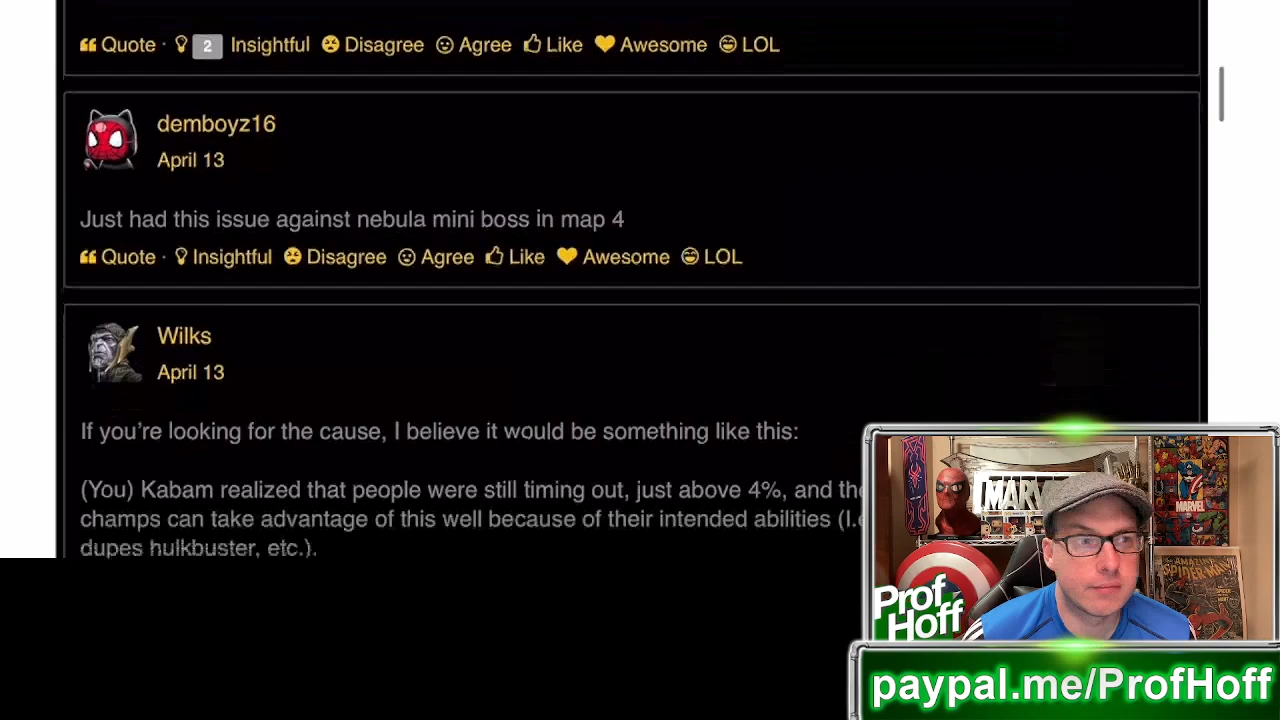 Quote · 2 Insightful Disagree Agree Like Awesome LOL
demboyz16
April 13
Just had this issue against nebula mini boss in map 4
Quote · Insightful Disagree Agree Like Awesome LOL
Wilks
April 13
If you’re looking for the cause, I believe it would be something like this:
(You) Kabam realized that people were still timing out, just above 4%, and
champs can take advantage of this well because of their intended abilities
dupes hulkbuster, etc.).
MARV
MARVEL
AMAZING
SPIDER-MAN
Prof
Hoff
paypal.me/ProfHoff